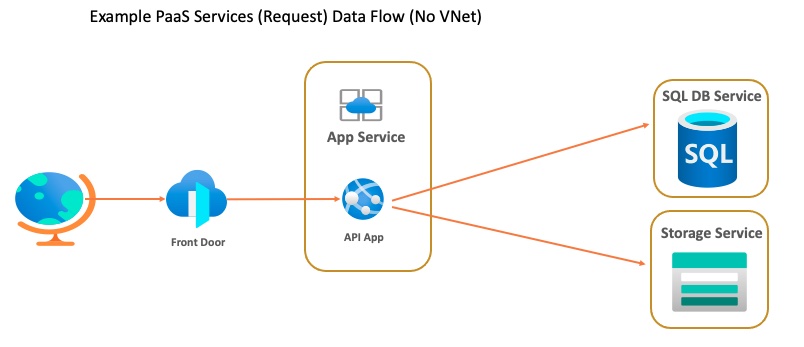 Example PaaS Services (Request) Data Flow (No VNet)
App Service
API App
Front Door
SQL DB Service
SQL
Storage Service